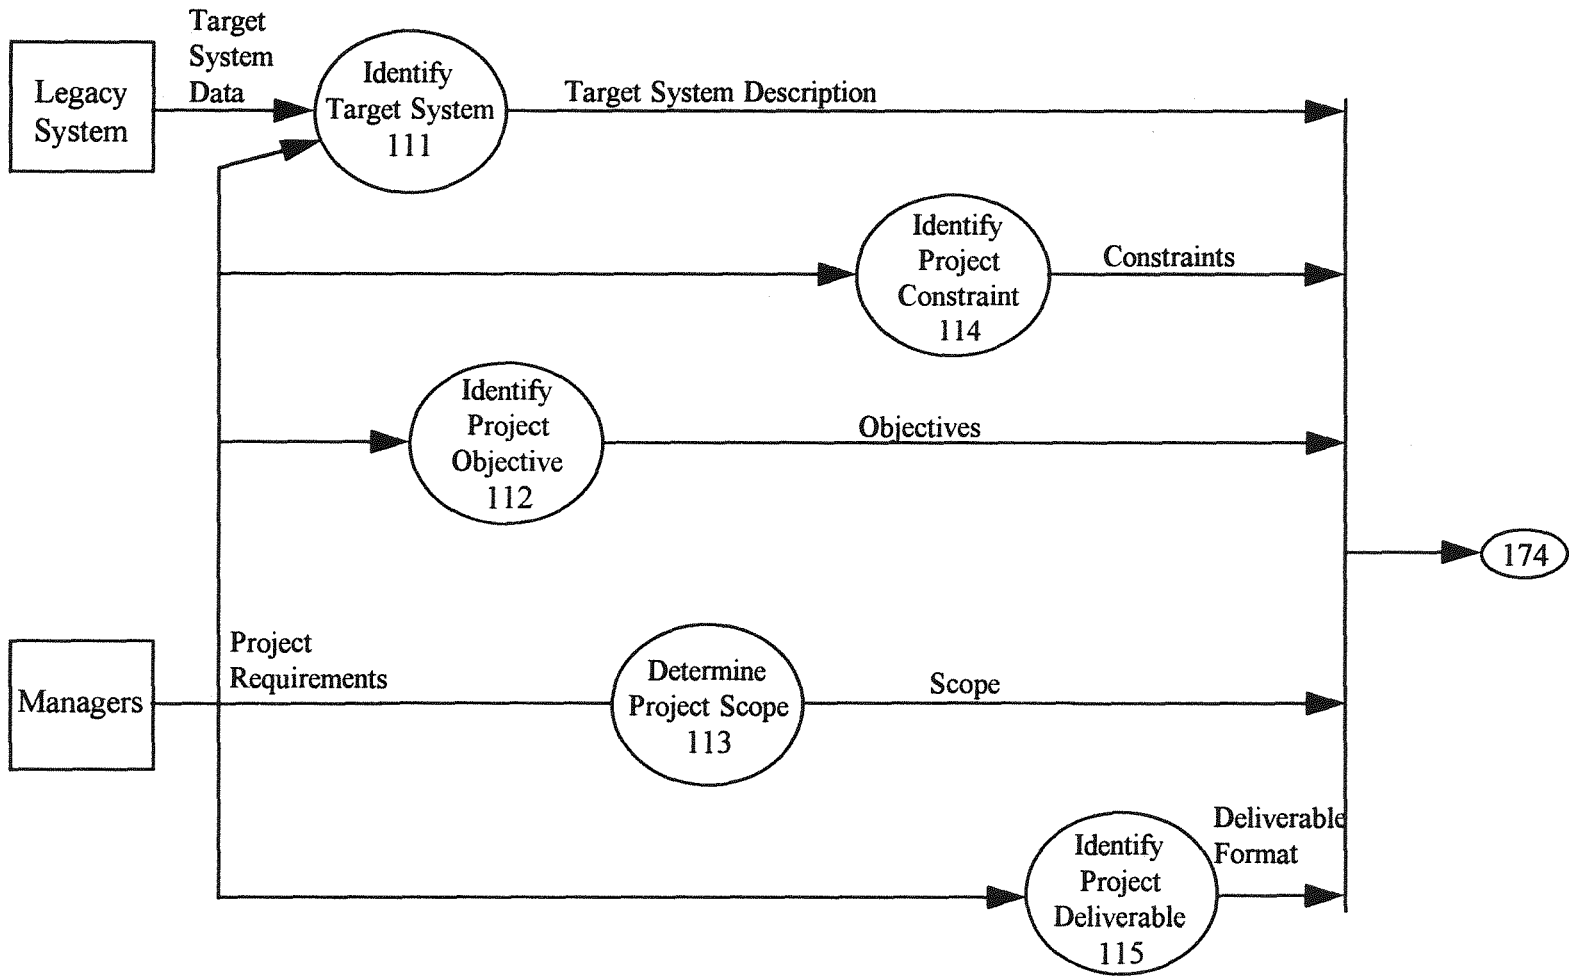 Target
System
Data
Legacy
System
Identify
Target System
111
Target System Description
Identify
Project
Constraint
114
Constraints
Identify
Project
Objective
112
Objectives
174
Managers
Project
Requirements
Determine
Project Scope
113
Scope
Identify
Project
Deliverable
115
Deliverable
Format